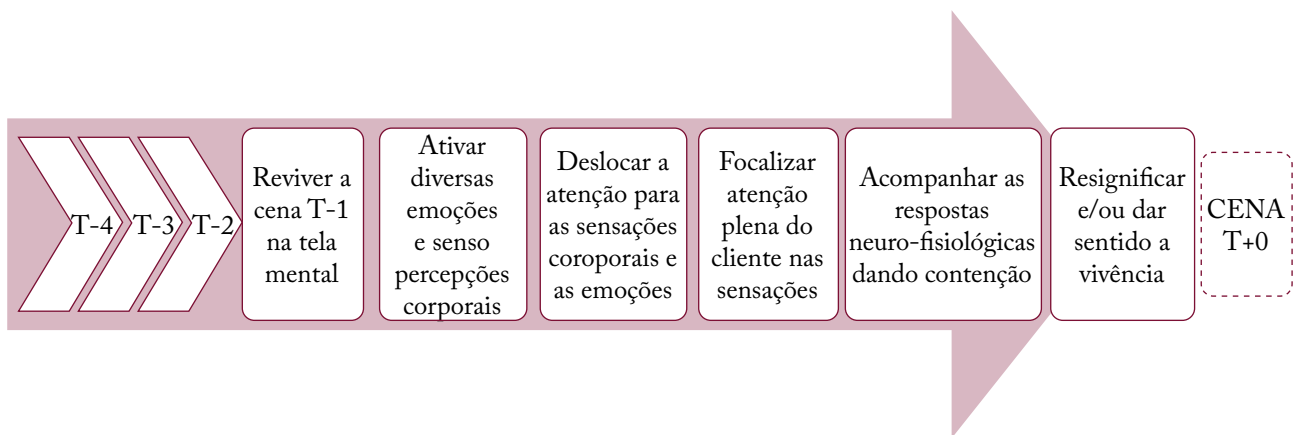 T-4
T-3
T-2
Reviver a
cena T-1
na tela
mental
Ativar
diversas
emoções
e senso
percepções
corporais
Deslocar a
atenção para
as sensações
coroporais e
as emoções
Focalizar
atenção
plena do
cliente nas
sensações
Acompanhar as
respostas
neuro-fisiológicas
dando contenção
Resignificar
e/ou dar
sentido a
vivência
CENA
T+0